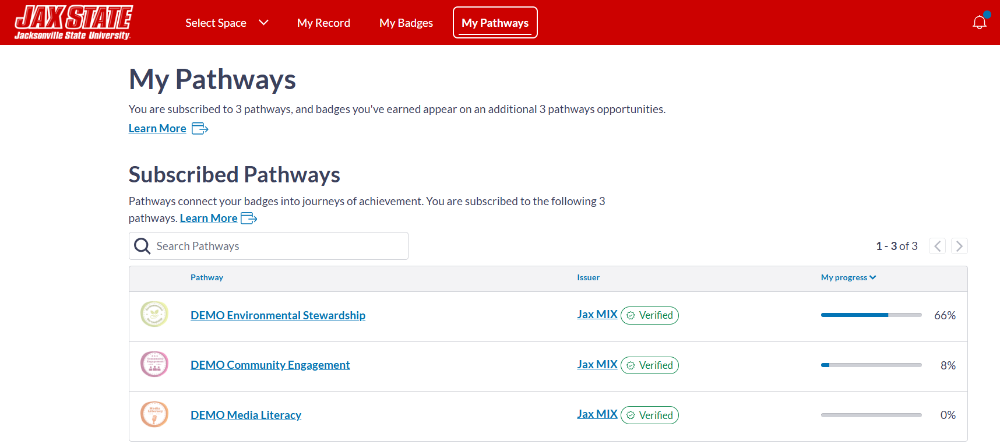 JAX STATE
Jacksonville State University
Select Space
My Record
My Badges
My Pathways
My Pathways
You are subscribed to 3 pathways, and badges you've earned appear on an additional 3 pathways opportunities.
Learn More
Subscribed Pathways
Pathways connect your badges into journeys of achievement. You are subscribed to the following 3
pathways. Learn More
Search Pathways
1 - 3 of 3
Pathway Issuer My progress
DEMO Environmental Stewardship Jax MIX Verified 66%
Community
Engagement
DEMO Community Engagement Jax MIX Verified 8%
Media
Literacy
DEMO Media Literacy Jax MIX Verified 0%